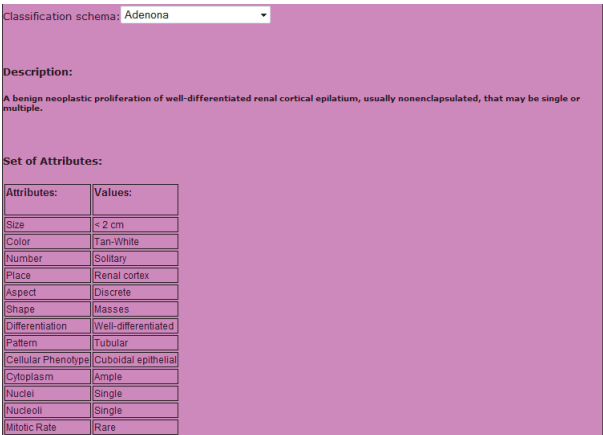 Classification schema: Adenona
Description:
A benign neoplastic proliferation of well-differentiated renal cortical epilatium, usually nonenclapsulated, that may be single or
multiple.
Set of Attributes:
Attributes: Values:
Size < 2 cm
Color Tan-White
Number Solitary
Place Renal cortex
Aspect Discrete
Shape Masses
Differentiation Well-differentiated
Pattern Tubular
Cellular Phenotype Cuboidal epithelial
Cytoplasm Ample
Nuclei Single
Nucleoli Single
Mitotic Rate Rare